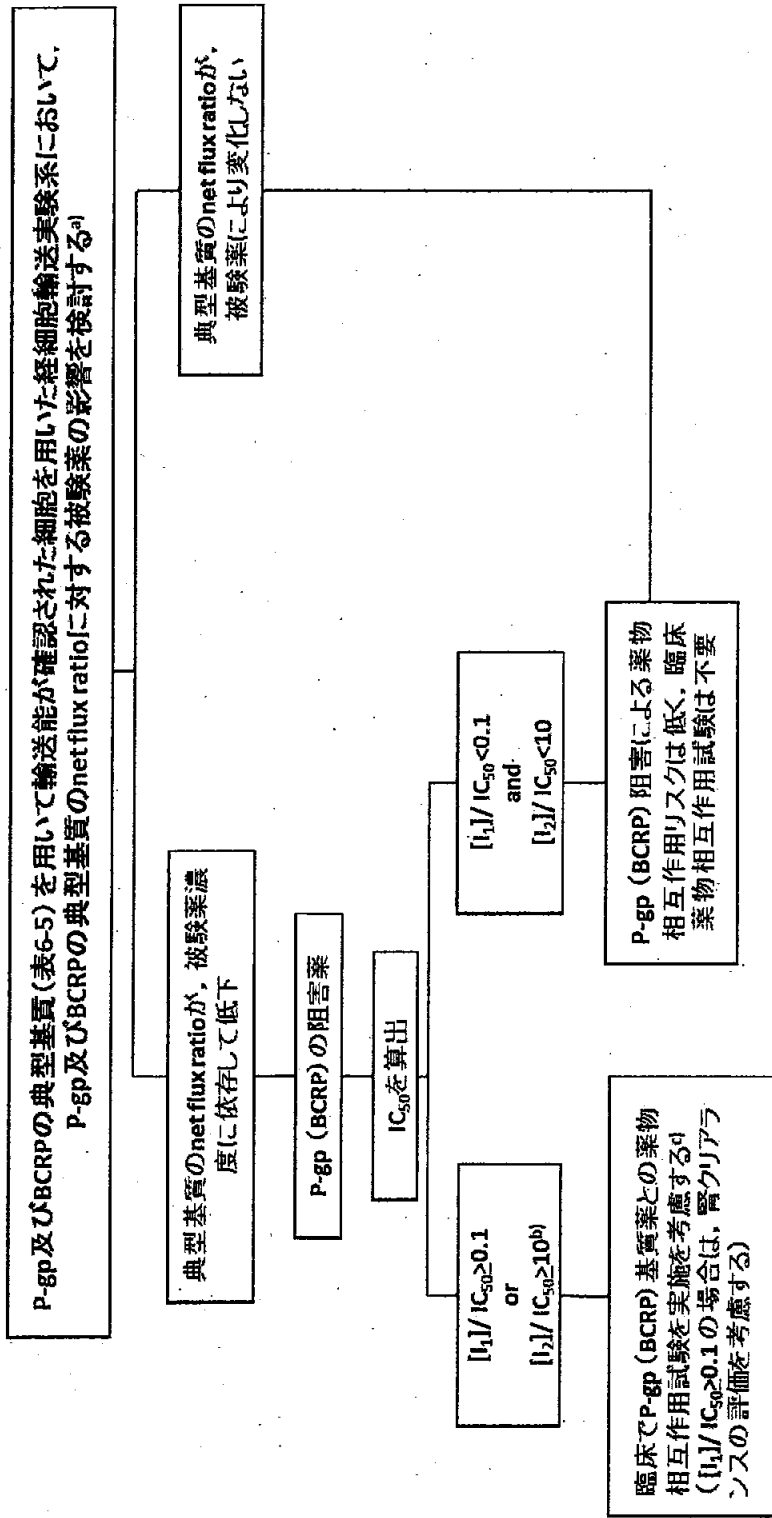 P-gp及びBCRPの典型基質(表6-5)を用いて輸送能が確認された細胞を用いた経細胞輸送実験系において,
P-gp及びBCRPの典型基質のnet flux ratioに対する被験薬の影響を検討するa)
典型基質のnet flux ratioが, 被験薬濃
度に依存して低下
典型基質のnet flux ratioが,
被験薬により変化しない
P-gp (BCRP) の阻害薬
IC50を算出
[I1]/ IC50≥0.1
or
[I2]/ IC50≥10b)
[I1]/ IC50<0.1
and
[I2]/ IC50<10
臨床でP-gp (BCRP) 基質薬との薬物
相互作用試験を実施を考慮するc)
([I1]/ IC50≥0.1 の場合は, 腎クリアラ
ンスの評価を考慮する)
P-gp (BCRP) 阻害による薬物
相互作用リスクは低く, 臨床
薬物相互作用試験は不要